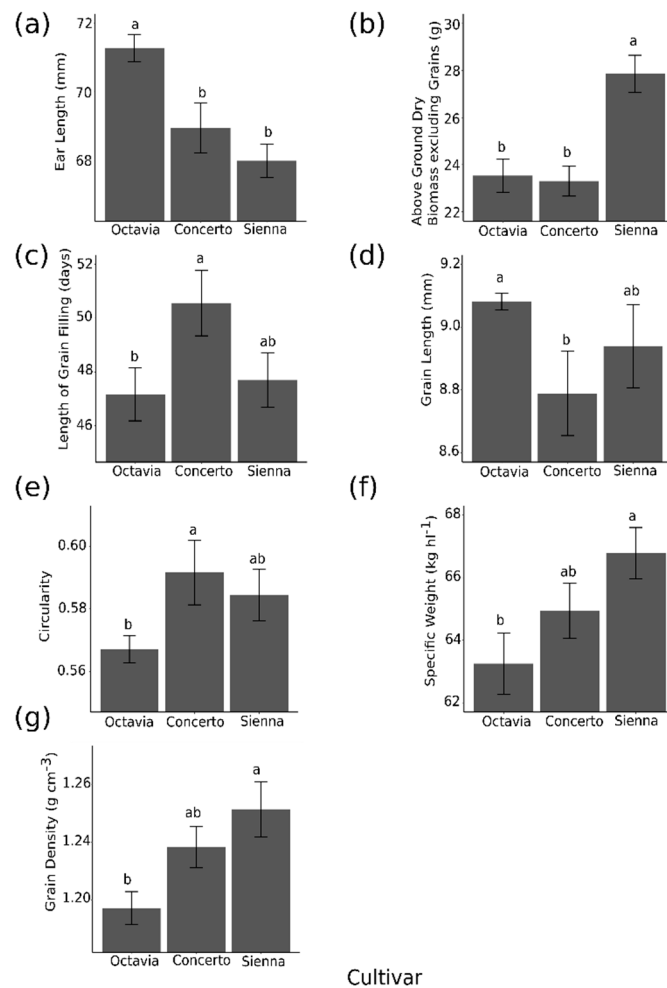 (a)
72
70
68
Ear Length (mm)
a
b
b
Octavia Concerto Sienna
(b)
30
28
26
24
22
Above Ground Dry
Biomass excluding Grains (g)
b
b
a
Octavia Concerto Sienna
(c)
52
50
48
46
Length of Grain Filling (days)
b
a
ab
Octavia Concerto Sienna
(d)
9.2
9.0
8.8
8.6
Grain Length (mm)
a
b
ab
Octavia Concerto Sienna
(e)
0.60
0.58
0.56
Circularity
b
a
ab
Octavia Concerto Sienna
(f)
68
66
64
62
Specific Weight (kg hl⁻¹)
b
ab
a
Octavia Concerto Sienna
(g)
1.26
1.24
1.20
Grain Density (g cm⁻³)
b
ab
a
Octavia Concerto Sienna
Cultivar